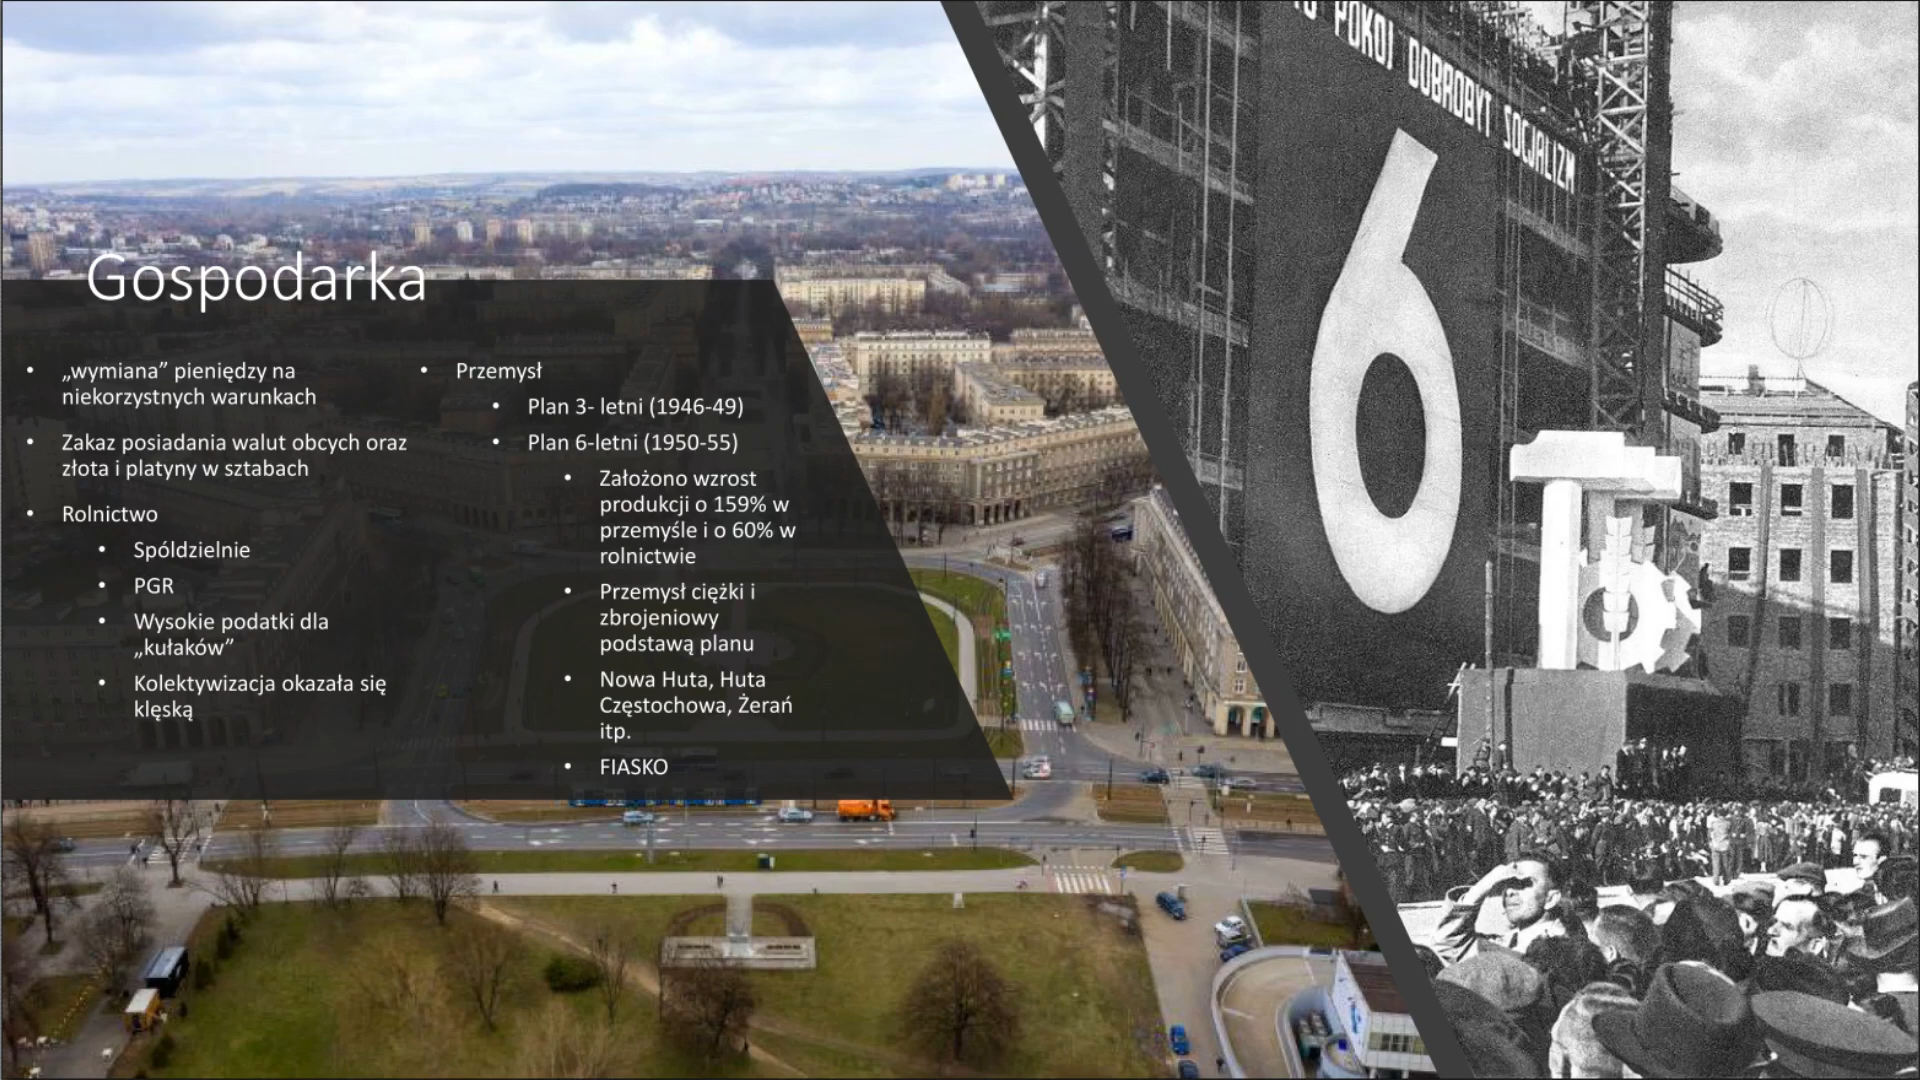 Gospodarka
„wymiana” pieniędzy na
niekorzystnych warunkach
Zakaz posiadania walut obcych oraz
złota i platyny w sztabach
Rolnictwo
Spóldzielnie
PGR
Wysokie podatki dla
„kułaków”
Kolektywizacja okazała się
klęską
Przemysł
Plan 3- letni (1946-49)
Plan 6-letni (1950-55)
Założono wzrost
produkcji o 159% w
przemyśle i o 60% w
rolnictwie
Przemysł ciężki i
zbrojeniowy
podstawą planu
Nowa Huta, Huta
Częstochowa, Żerań
itp.
FIASKO
POKOJ DOBROBYT SOCJALIZM
6